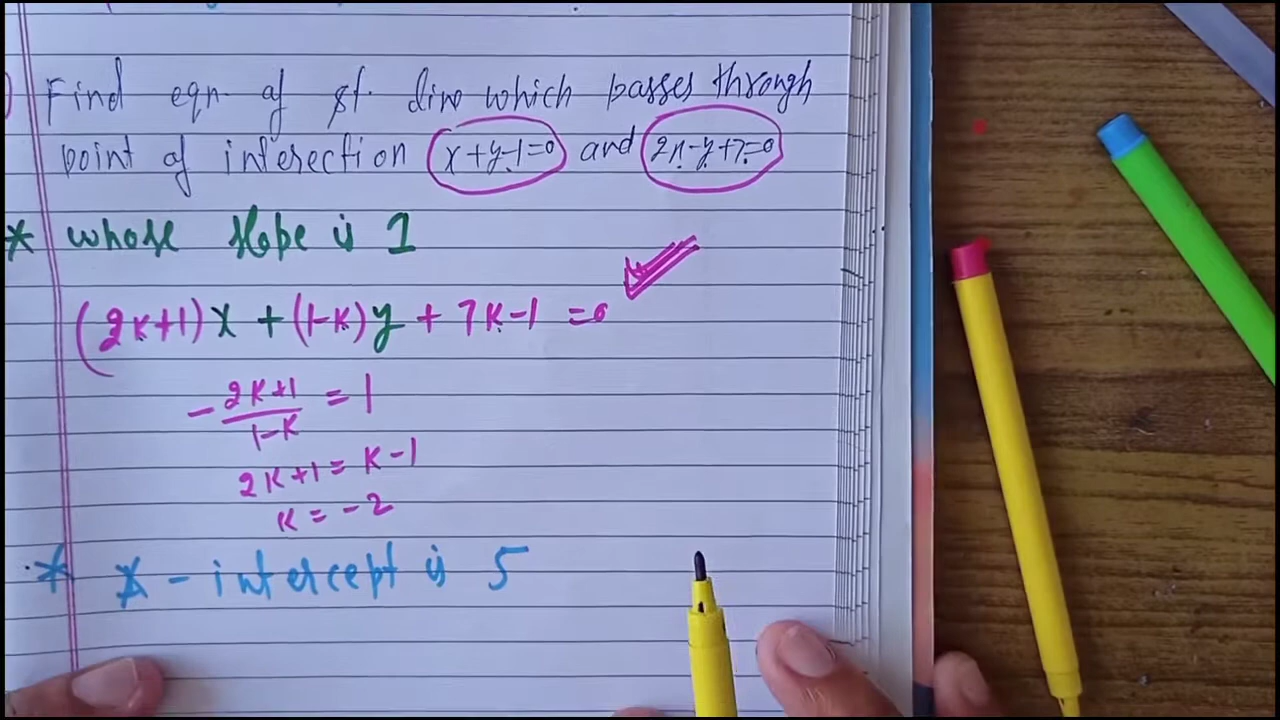 Find eqn. of st. line which passes through
point of interection x+y-1=0 and 2x-y+7=0
* whose slope is 1
(2k+1)x + (1-k)y + 7k-1 =0
- 2k+1 / 1-k = 1
2k+1 = k-1
k = -2
* x-intercept is 5